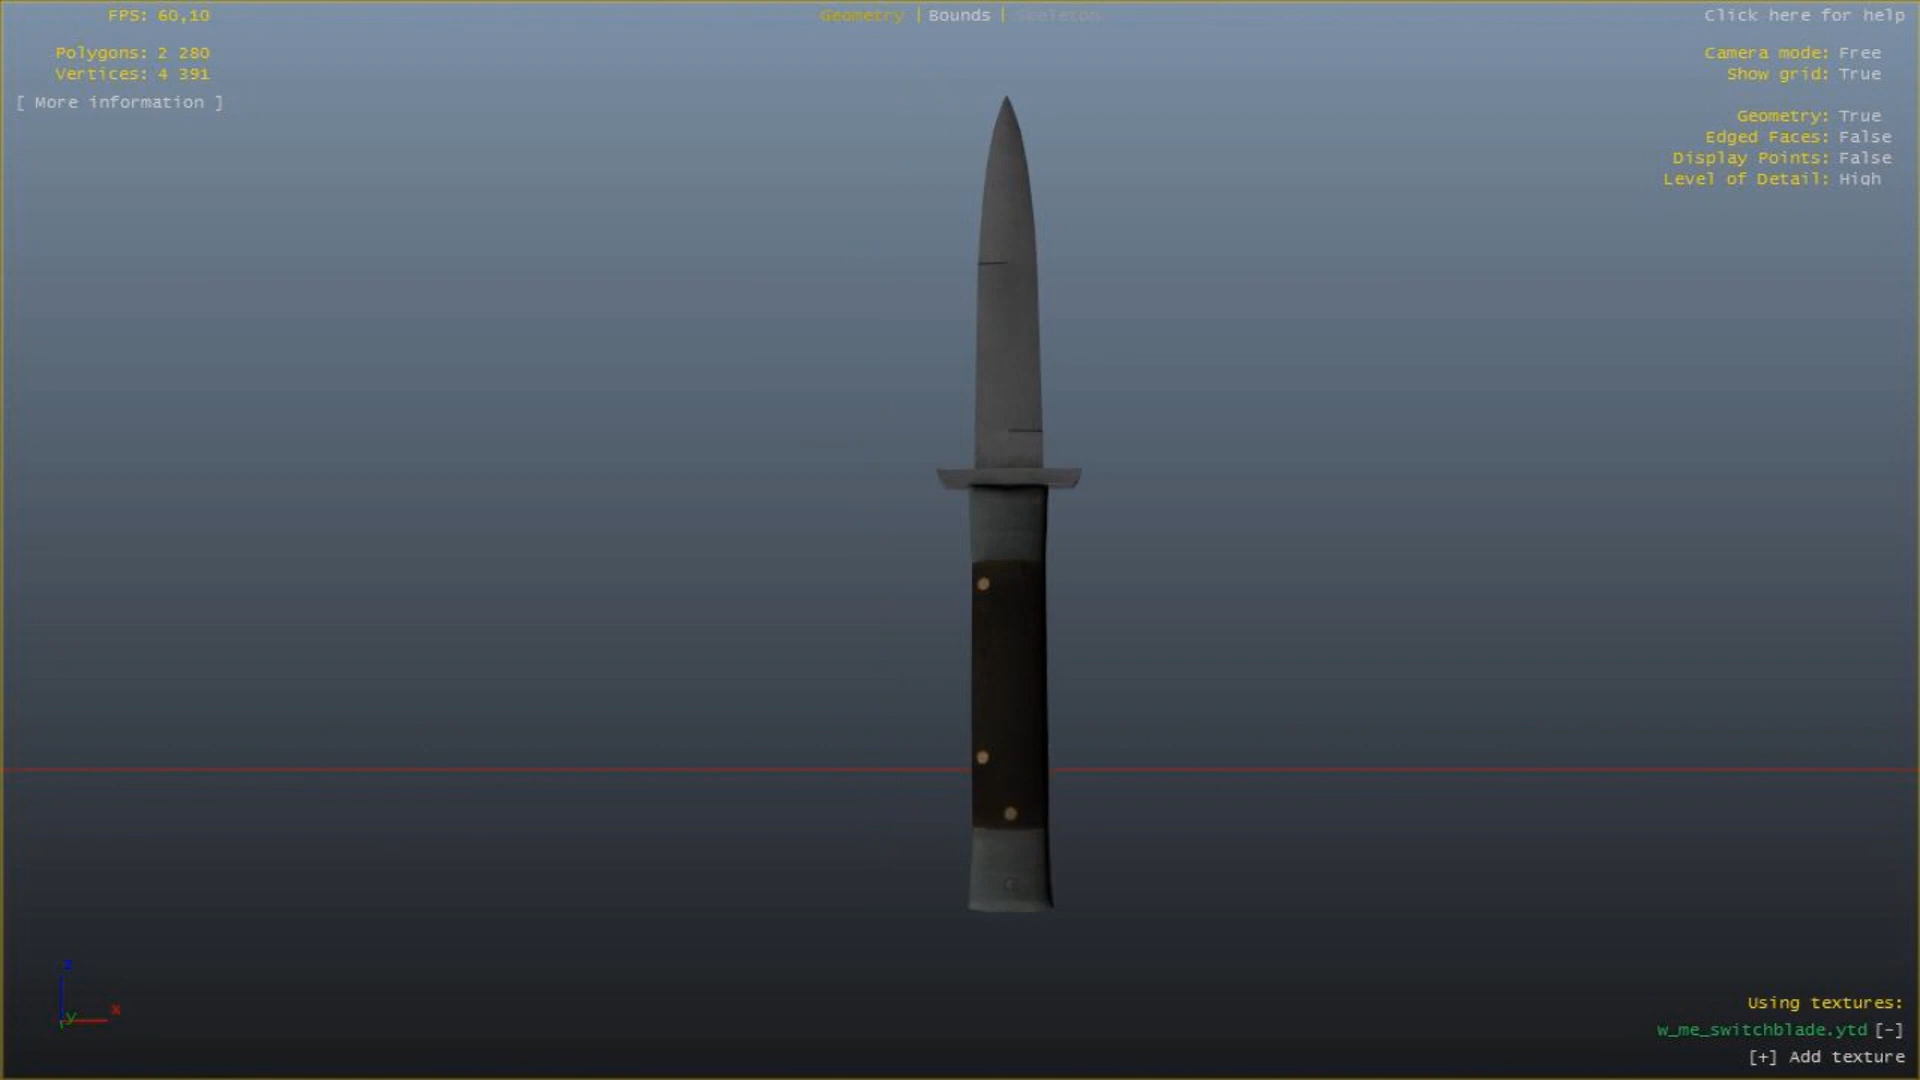 FPS: 60,10
Geometry | Bounds | Skeleton
Click here for help
Polygons: 2 280
Vertices: 4 391
[ More information ]
Camera mode: Free
Show grid: True
Geometry: True
Edged Faces: False
Display Points: False
Level of Detail: High
z
y
x
Using textures:
w_me_switchblade.ytd [-]
[+] Add texture